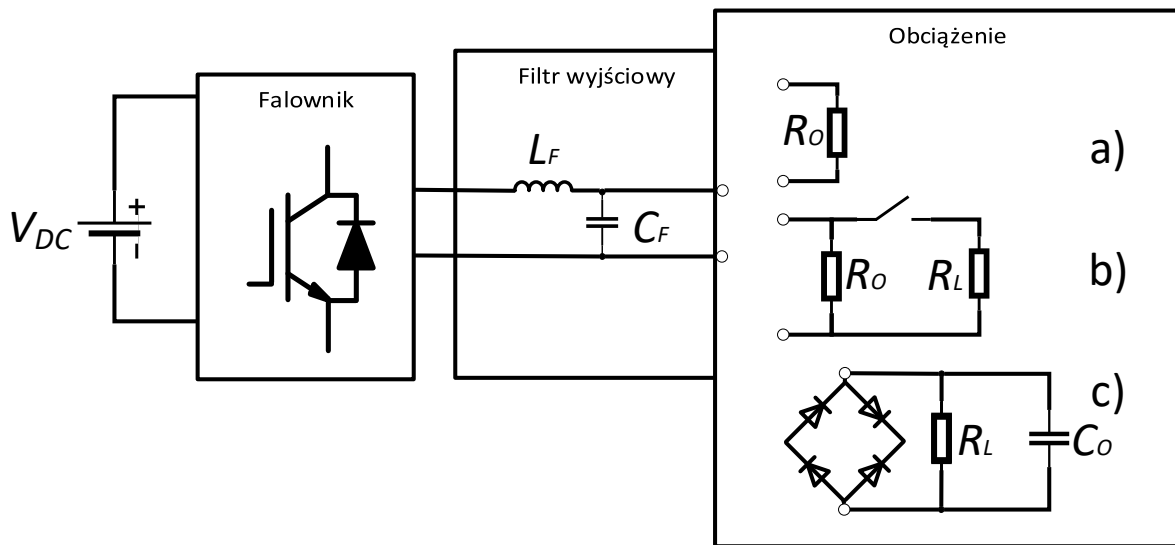 Obciążenie
Filtr wyjściowy
Falownik
L_F
R_O
a)
V_DC
+
-
C_F
R_O
R_L
b)
c)
R_L
C_O